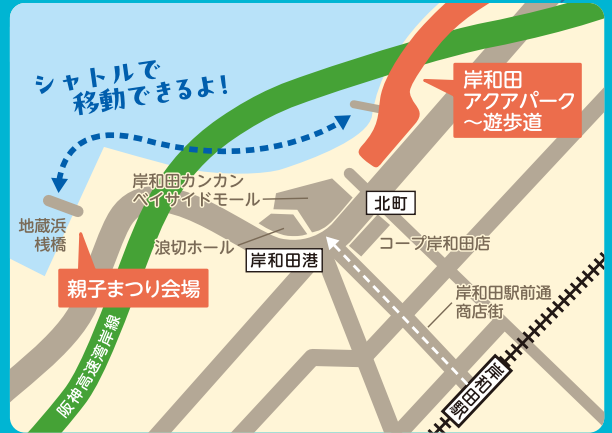 シャトルで
移動できるよ!
岸和田
アクアパーク
〜遊歩道
岸和田カンカン
ベイサイドモール
北町
地蔵浜
桟橋
浪切ホール
岸和田港
コープ岸和田店
親子まつり会場
岸和田駅前通
商店街
阪神高速湾岸線
岸和田駅